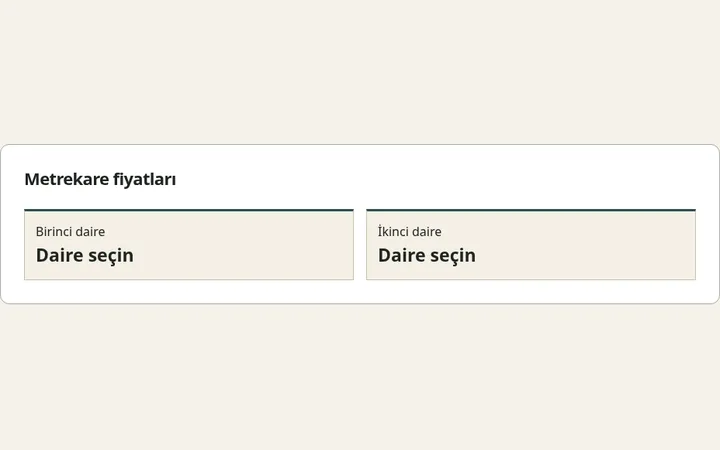 Metrekare fiyatları
Birinci daire
Daire seçin
İkinci daire
Daire seçin